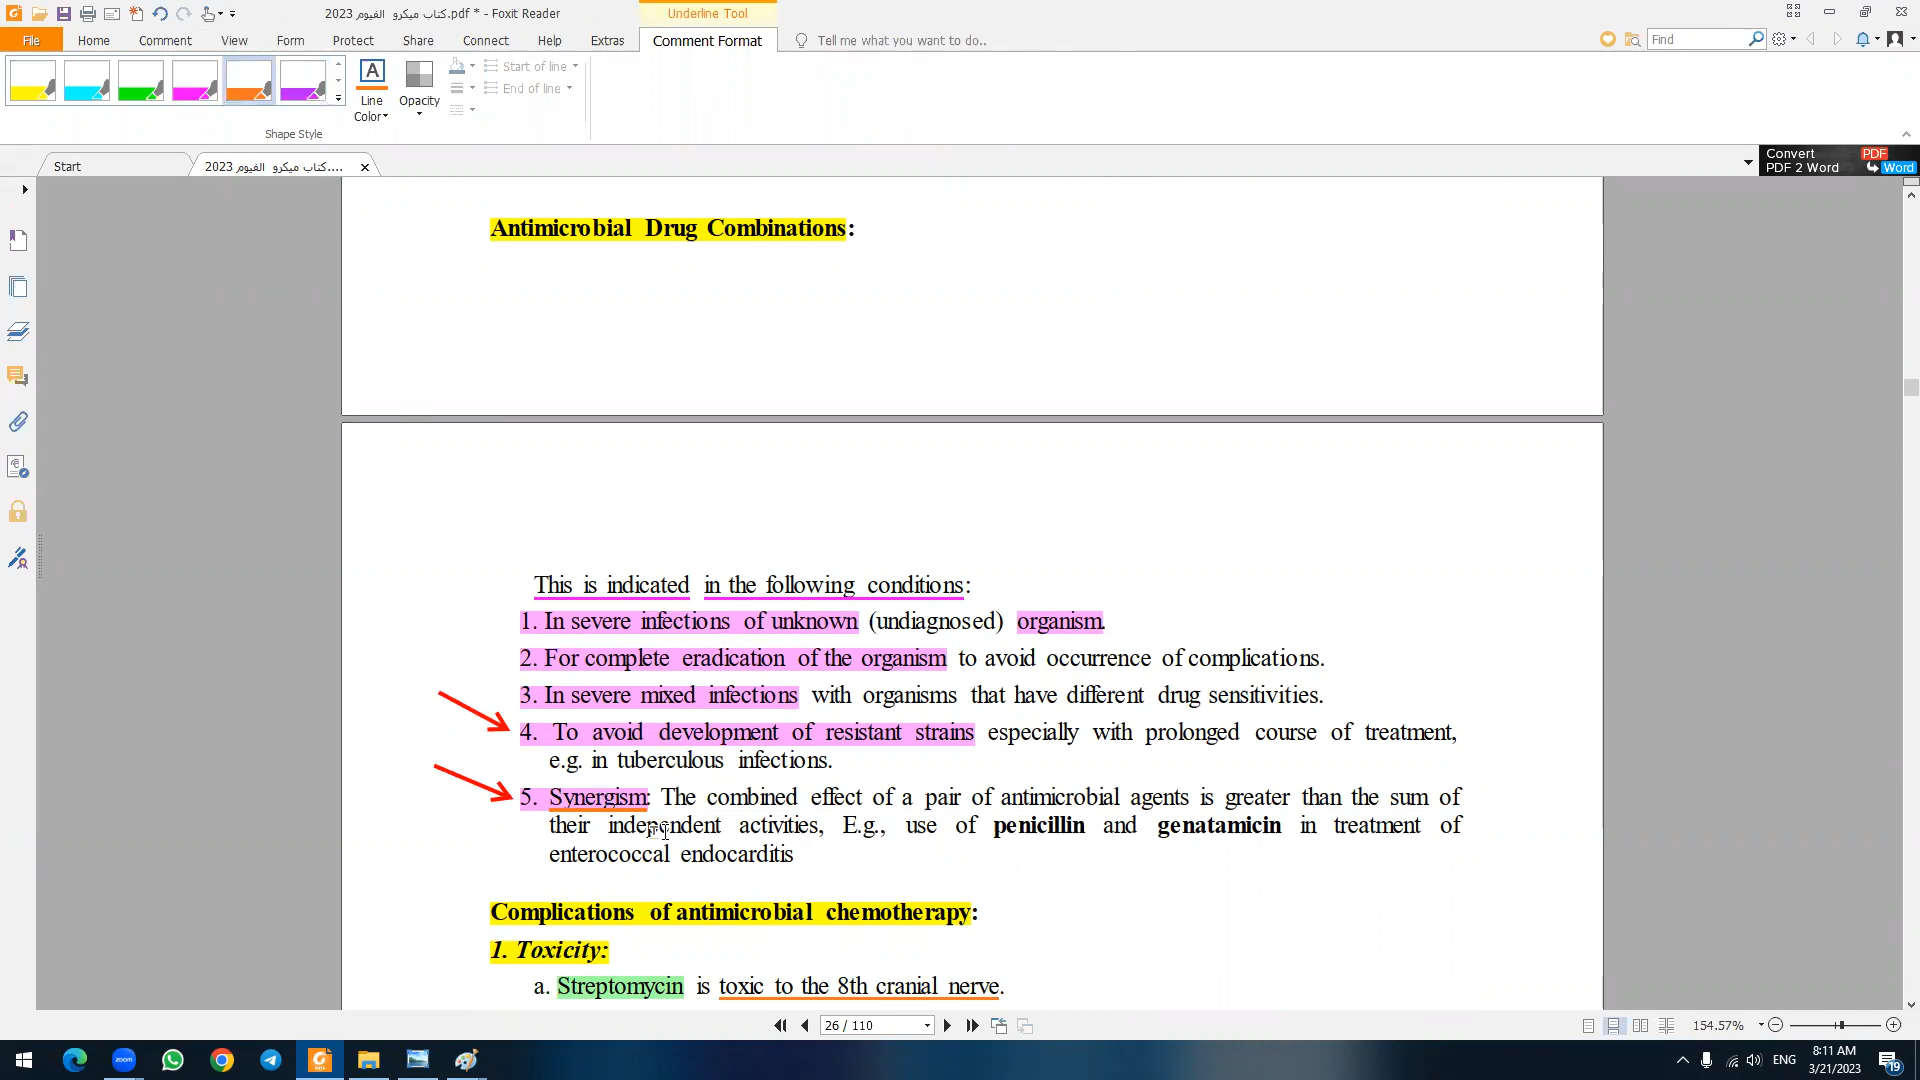 كتاب ميكرو الفيوم 2023.pdf * - Foxit Reader
Underline Tool
File Home Comment View Form Protect Share Connect Help Extras Comment Format Tell me what you want to do.. Find
Line Color Opacity
Start of line
End of line
Shape Style
Start
كتاب ميكرو الفيوم 2023....
Convert PDF
PDF 2 Word Word
Antimicrobial Drug Combinations:
This is indicated in the following conditions:
1. In severe infections of unknown (undiagnosed) organism.
2. For complete eradication of the organism to avoid occurrence of complications.
3. In severe mixed infections with organisms that have different drug sensitivities.
4. To avoid development of resistant strains especially with prolonged course of treatment,
e.g. in tuberculous infections.
5. Synergism: The combined effect of a pair of antimicrobial agents is greater than the sum of
their independent activities, E.g., use of penicillin and genatamicin in treatment of
enterococcal endocarditis
Complications of antimicrobial chemotherapy:
1. Toxicity:
a. Streptomycin is toxic to the 8th cranial nerve.
26 / 110
154.57%
zoom
PDF
ENG
8:11 AM
3/21/2023
19